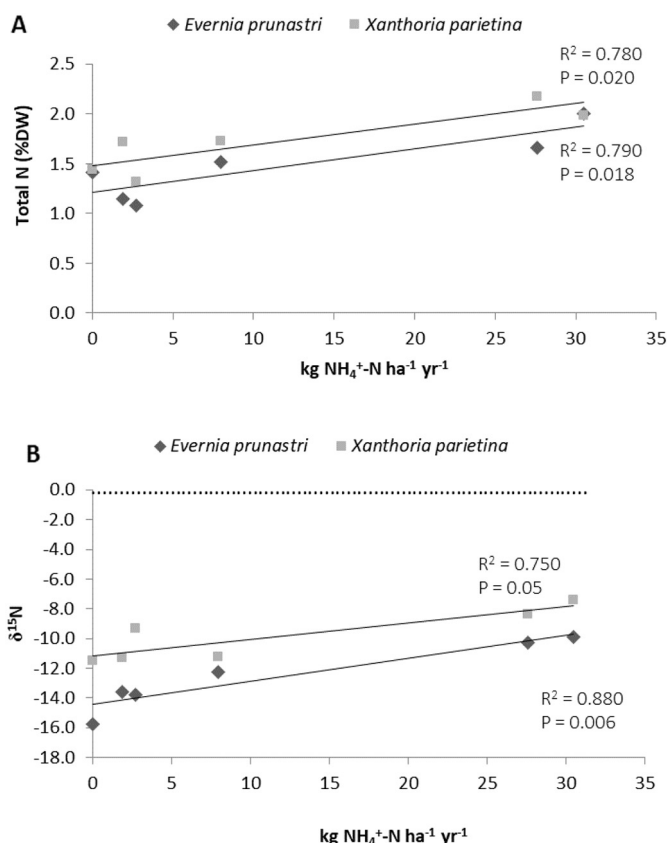 A
Evernia prunastri Xanthoria parietina
R² = 0.780
P = 0.020
R² = 0.790
P = 0.018
Total N (%DW)
2.5
2.0
1.5
1.0
0.5
0.0
0 5 10 15 20 25 30 35
kg NH₄⁺-N ha⁻¹ yr⁻¹
B
Evernia prunastri Xanthoria parietina
δ¹⁵N
0.0
-2.0
-4.0
-6.0
-8.0
-10.0
-12.0
-14.0
-16.0
-18.0
R² = 0.750
P = 0.05
R² = 0.880
P = 0.006
0 5 10 15 20 25 30 35
kg NH₄⁺-N ha⁻¹ yr⁻¹